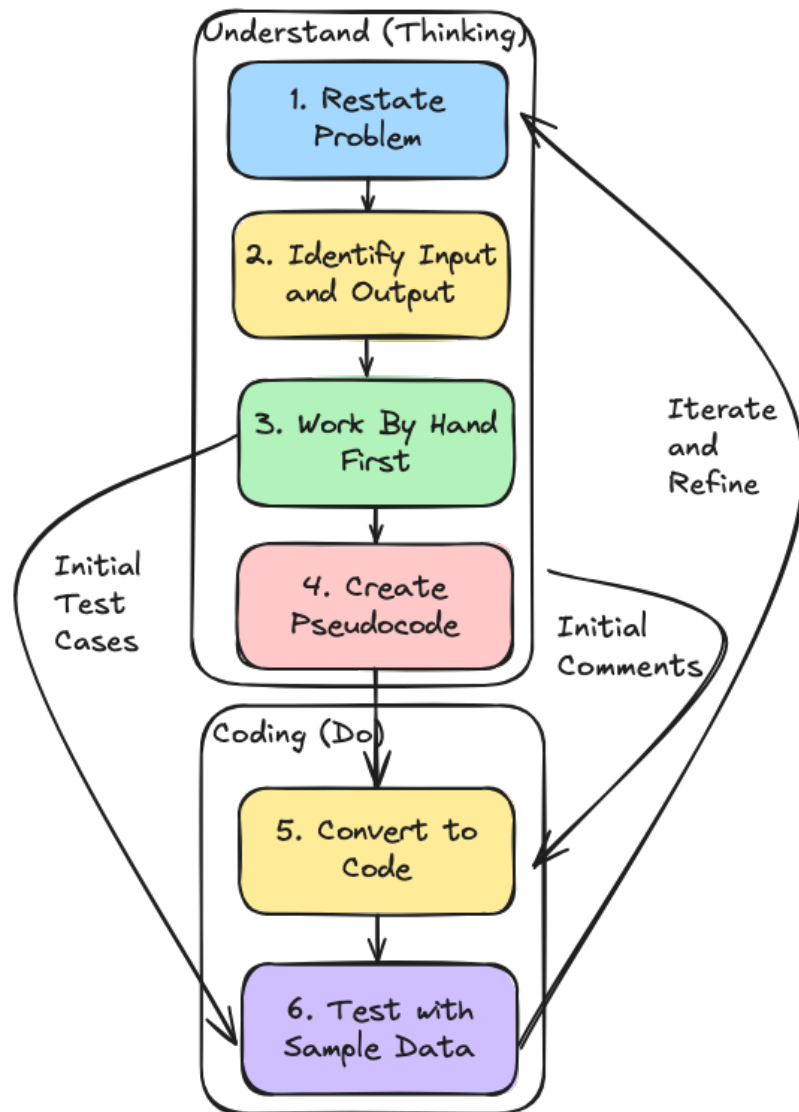 Understand (Thinking)
1. Restate
Problem
2. Identify Input
and Output
3. Work By Hand
First
4. Create
Pseudocode
Initial
Test
Cases
Iterate
and
Refine
Initial
Comments
Coding (Do)
5. Convert to
Code
6. Test with
Sample Data